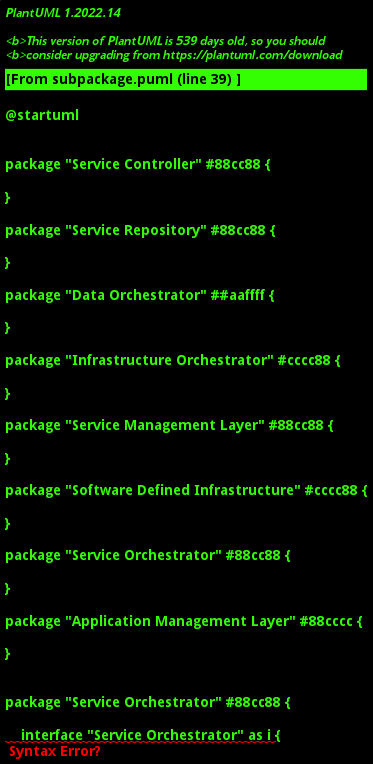 PlantUML 1.2022.14
<b>This version of PlantUML is 539 days old, so you should
<b>consider upgrading from https://plantuml.com/download
[From subpackage.puml (line 39) ]
@startuml
package "Service Controller" #88cc88 {
}
package "Service Repository" #88cc88 {
}
package "Data Orchestrator" ##aaffff {
}
package "Infrastructure Orchestrator" #cccc88 {
}
package "Service Management Layer" #88cc88 {
}
package "Software Defined Infrastructure" #cccc88 {
}
package "Service Orchestrator" #88cc88 {
}
package "Application Management Layer" #88cccc {
}
package "Service Orchestrator" #88cc88 {
interface "Service Orchestrator" as i {
Syntax Error?